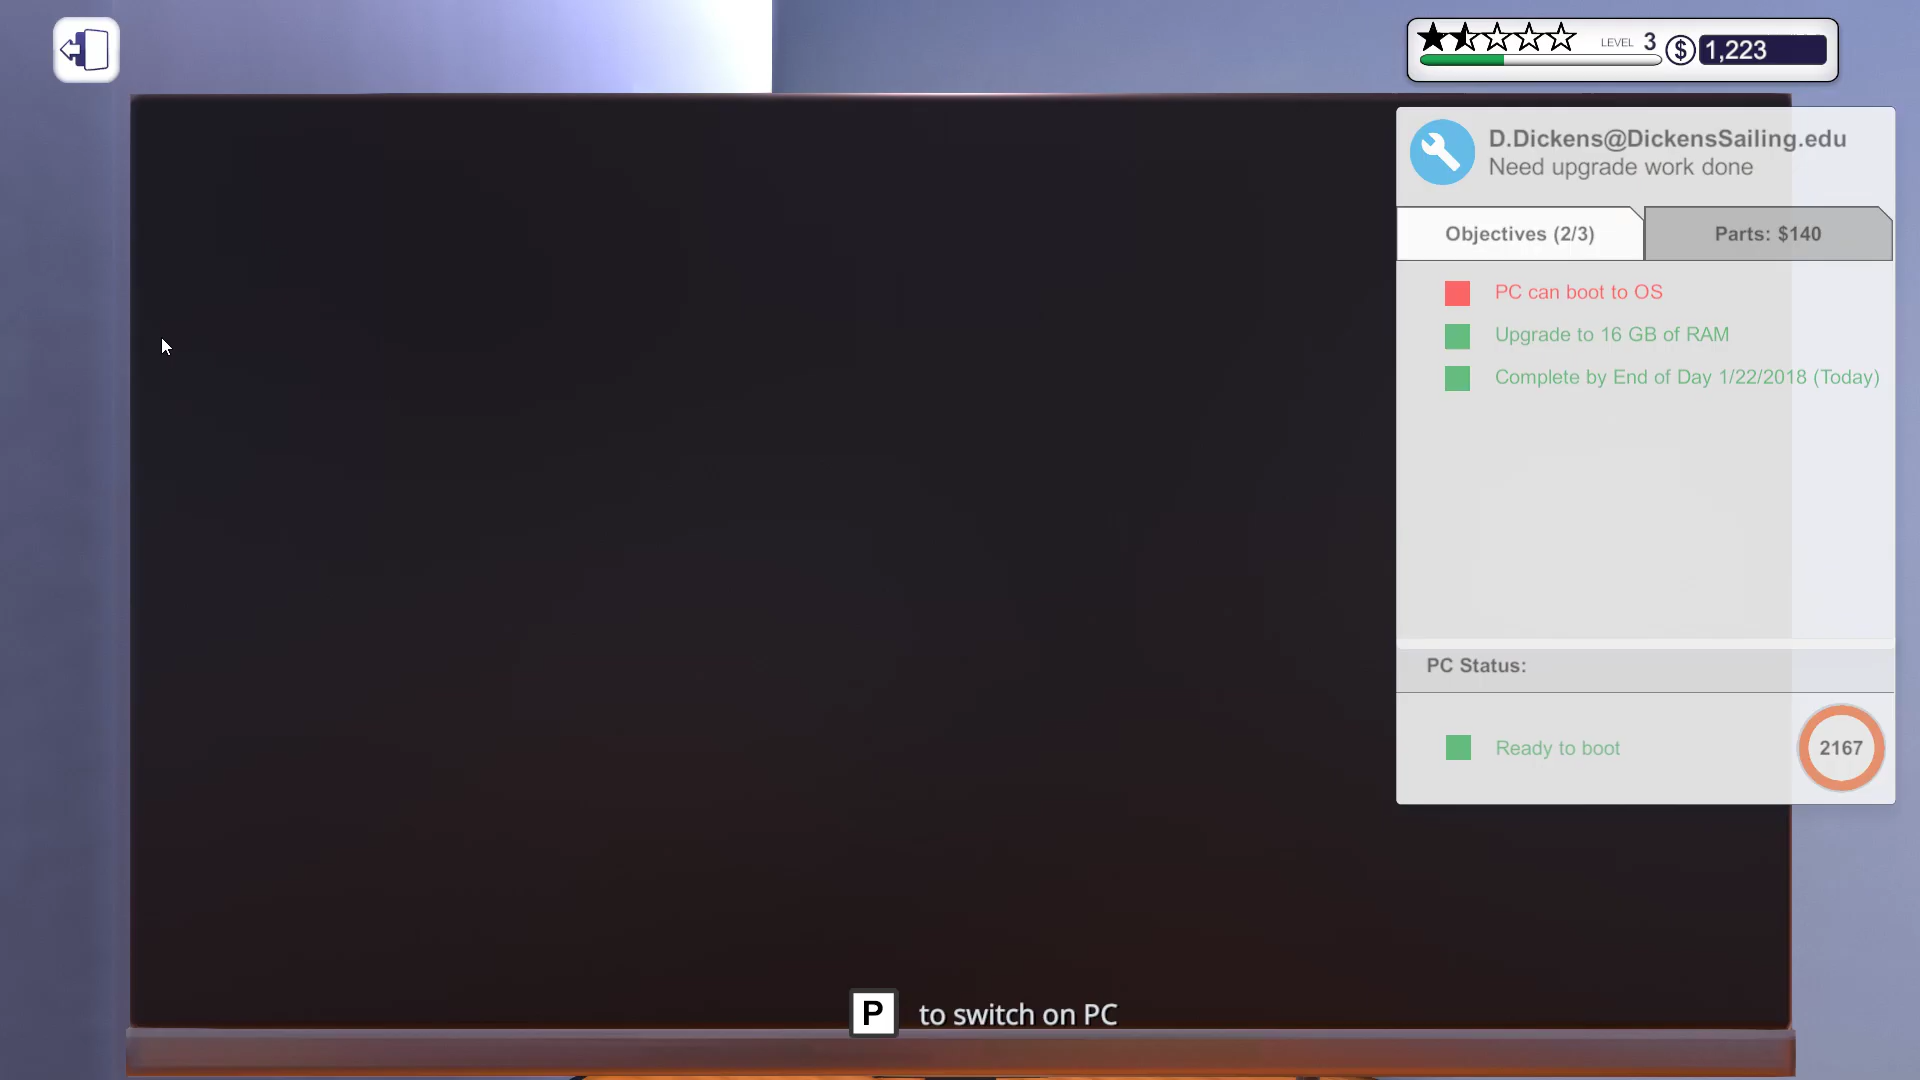 LEVEL 3
$ 1,223
D.Dickens@DickensSailing.edu
Need upgrade work done
Objectives (2/3)
Parts: $140
PC can boot to OS
Upgrade to 16 GB of RAM
Complete by End of Day 1/22/2018 (Today)
PC Status:
Ready to boot
2167
P to switch on PC